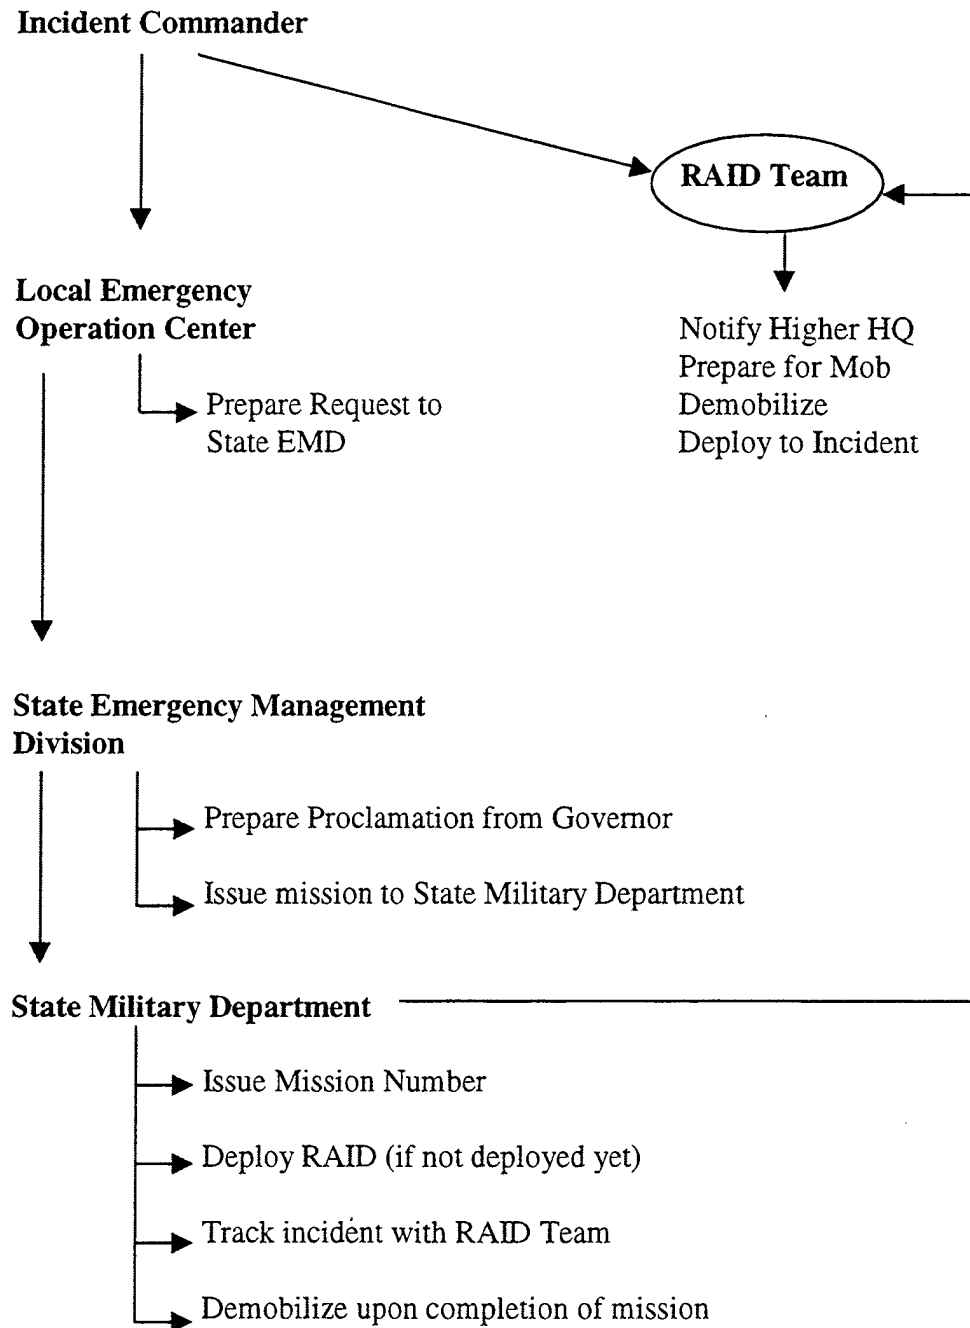 Incident Commander
RAID Team
Local Emergency
Operation Center
Notify Higher HQ
Prepare for Mob
Demobilize
Deploy to Incident
Prepare Request to
State EMD
State Emergency Management
Division
Prepare Proclamation from Governor
Issue mission to State Military Department
State Military Department
Issue Mission Number
Deploy RAID (if not deployed yet)
Track incident with RAID Team
Demobilize upon completion of mission